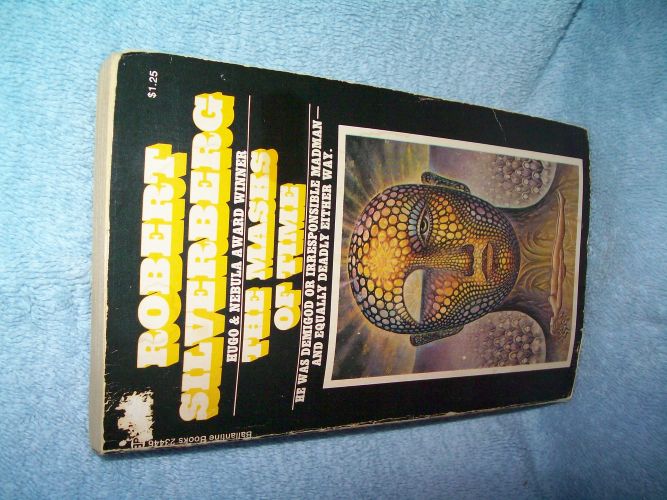 $1.25
ROBERT
SILVERBERG
HUGO & NEBULA AWARD WINNER
THE MASKS
OF TIME
HE WAS DEMIGOD OR IRRESPONSIBLE MADMAN—
AND EQUALLY DEADLY EITHER WAY.
Ballantine Books 23446